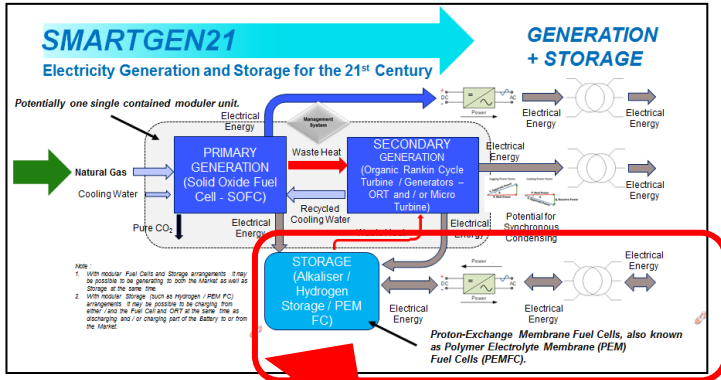 SMARTGEN21
GENERATION
+ STORAGE
Electricity Generation and Storage for the 21st Century
Potentially one single contained moduler unit.
Electrical
Energy
Management
System
DC
AC
Power
Electrical
Energy
Electrical
Energy
Natural Gas
Cooling Water
PRIMARY
GENERATION
(Solid Oxide Fuel
Cell - SOFC)
Waste Heat
Recycled
Cooling Water
SECONDARY
GENERATION
(Organic Rankin Cycle
Turbine / Generators –
ORT and / or Micro
Turbine)
Electrical
Energy
Electrical
Energy
Potential for
Synchronous
Condensing
Pure CO2
Electrical
Energy
Electrical
Energy
Note :
1. With modular Fuel Cells and Storage arrangements it may
be possible to be generating to both the Market as well as
Storage at the same time.
2. With modular Storage (such as Hydrogen / PEM FC)
arrangements it may be possible to be charging from
either / and the Fuel Cell and ORT at the same time as
discharging and / or charging part of the Battery to or from
the Market.
STORAGE
(Alkaliser /
Hydrogen
Storage / PEM
FC)
Electrical
Energy
Power
DC
AC
Power
Electrical
Energy
Electrical
Energy
Proton-Exchange Membrane Fuel Cells, also known
as Polymer Electrolyte Membrane (PEM)
Fuel Cells (PEMFC).